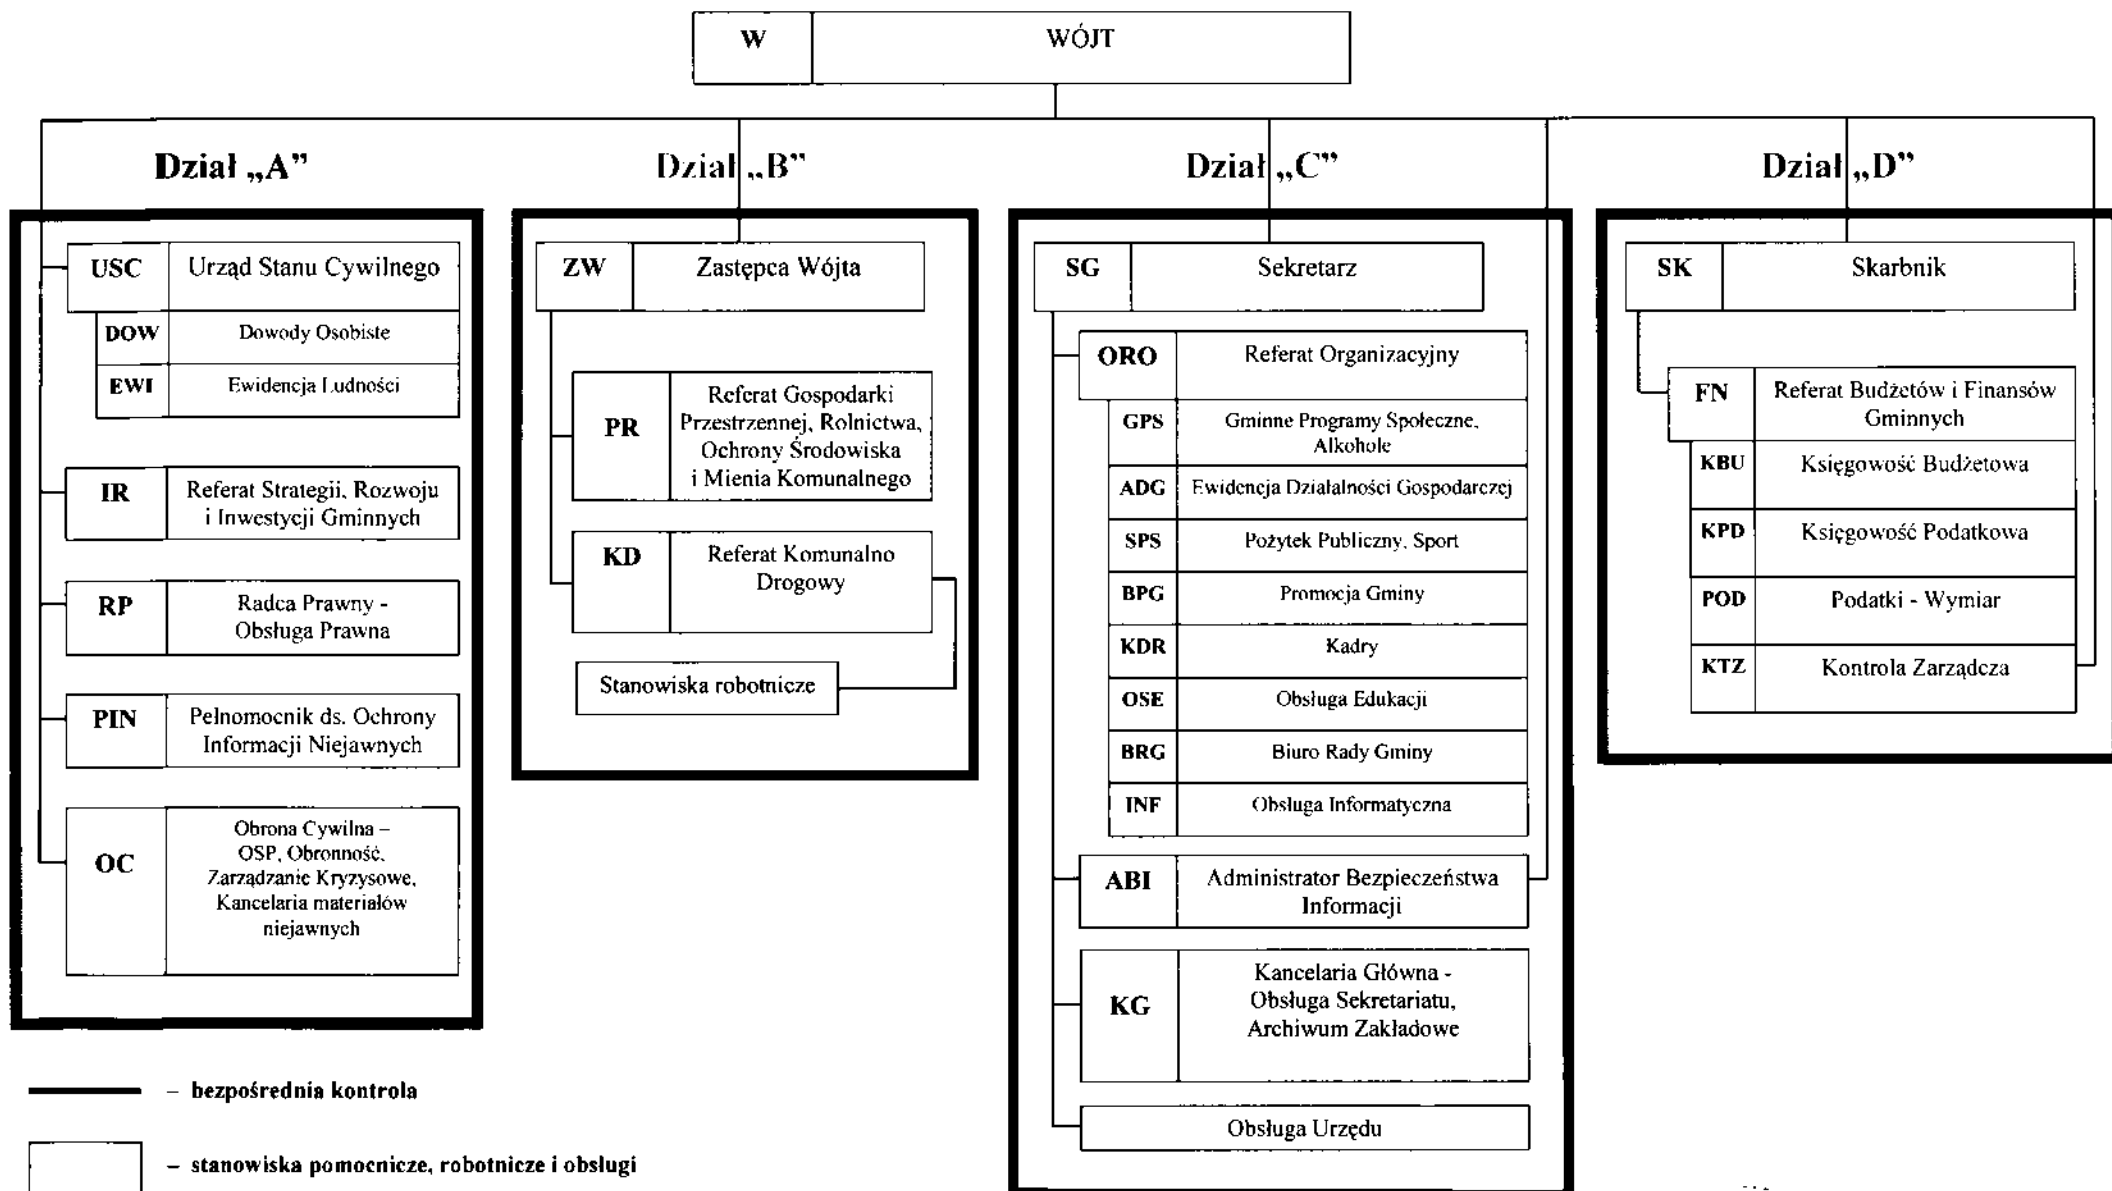 W
WÓJT
Dział „A”
Dział „B”
Dział „C”
Dział „D”
USC
Urząd Stanu Cywilnego
DOW
Dowody Osobiste
EWI
Ewidencja Ludności
IR
Referat Strategii, Rozwoju
i Inwestycji Gminnych
RP
Radca Prawny -
Obsługa Prawna
PIN
Pełnomocnik ds. Ochrony
Informacji Niejawnych
OC
Obrona Cywilna –
OSP, Obronność,
Zarządzanie Kryzysowe,
Kancelaria materiałów
niejawnych
ZW
Zastępca Wójta
PR
Referat Gospodarki
Przestrzennej, Rolnictwa,
Ochrony Środowiska
i Mienia Komunalnego
KD
Referat Komunalno
Drogowy
Stanowiska robotnicze
SG
Sekretarz
ORO
Referat Organizacyjny
GPS
Gminne Programy Społeczne,
Alkohole
ADG
Ewidencja Działalności Gospodarczej
SPS
Pożytek Publiczny, Sport
BPG
Promocja Gminy
KDR
Kadry
OSE
Obsługa Edukacji
BRG
Biuro Rady Gminy
INF
Obsługa Informatyczna
ABI
Administrator Bezpieczeństwa
Informacji
KG
Kancelaria Główna -
Obsługa Sekretariatu,
Archiwum Zakładowe
Obsługa Urzędu
SK
Skarbnik
FN
Referat Budżetów i Finansów
Gminnych
KBU
Księgowość Budżetowa
KPD
Księgowość Podatkowa
POD
Podatki - Wymiar
KTZ
Kontrola Zarządcza
– bezpośrednia kontrola
– stanowiska pomocnicze, robotnicze i obsługi